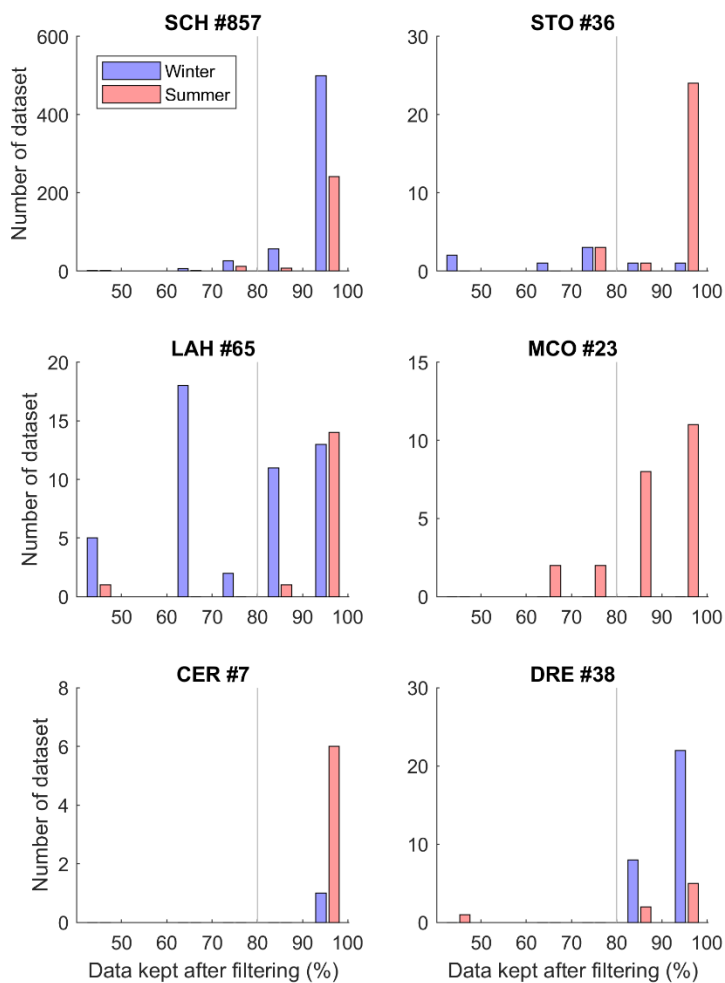 SCH #857
600
400
200
0
50 60 70 80 90 100
Number of dataset
Winter
Summer
STO #36
30
20
10
0
50 60 70 80 90 100
LAH #65
20
15
10
5
0
50 60 70 80 90 100
Number of dataset
MCO #23
15
10
5
0
50 60 70 80 90 100
CER #7
8
6
4
2
0
50 60 70 80 90 100
Number of dataset
Data kept after filtering (%)
DRE #38
30
20
10
0
50 60 70 80 90 100
Data kept after filtering (%)